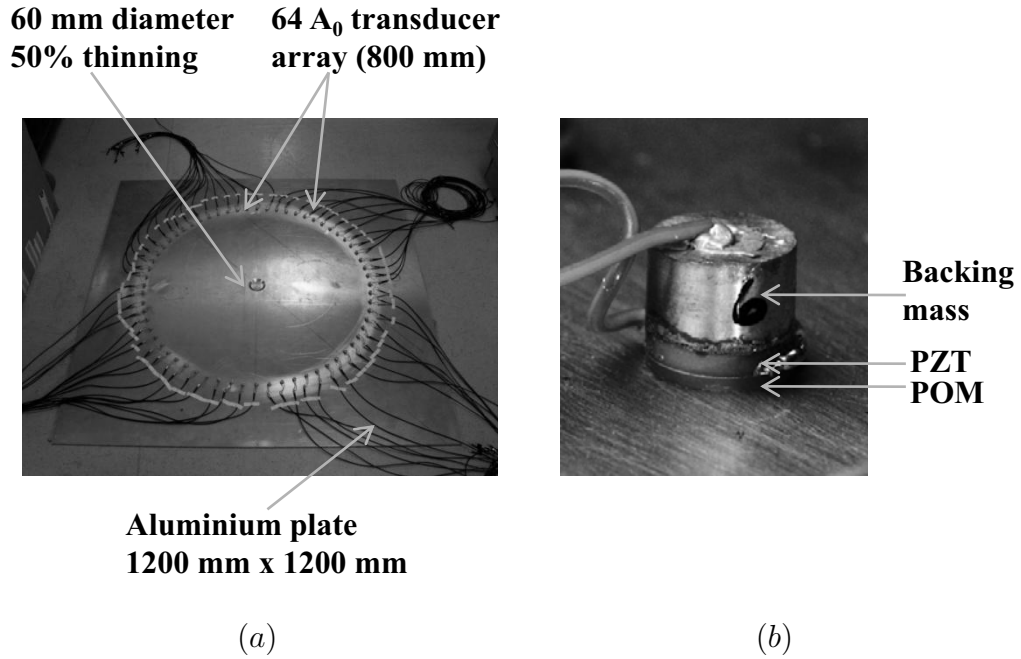 60 mm diameter
50% thinning
64 A₀ transducer
array (800 mm)
Backing
mass
PZT
POM
Aluminium plate
1200 mm x 1200 mm
(a)
(b)